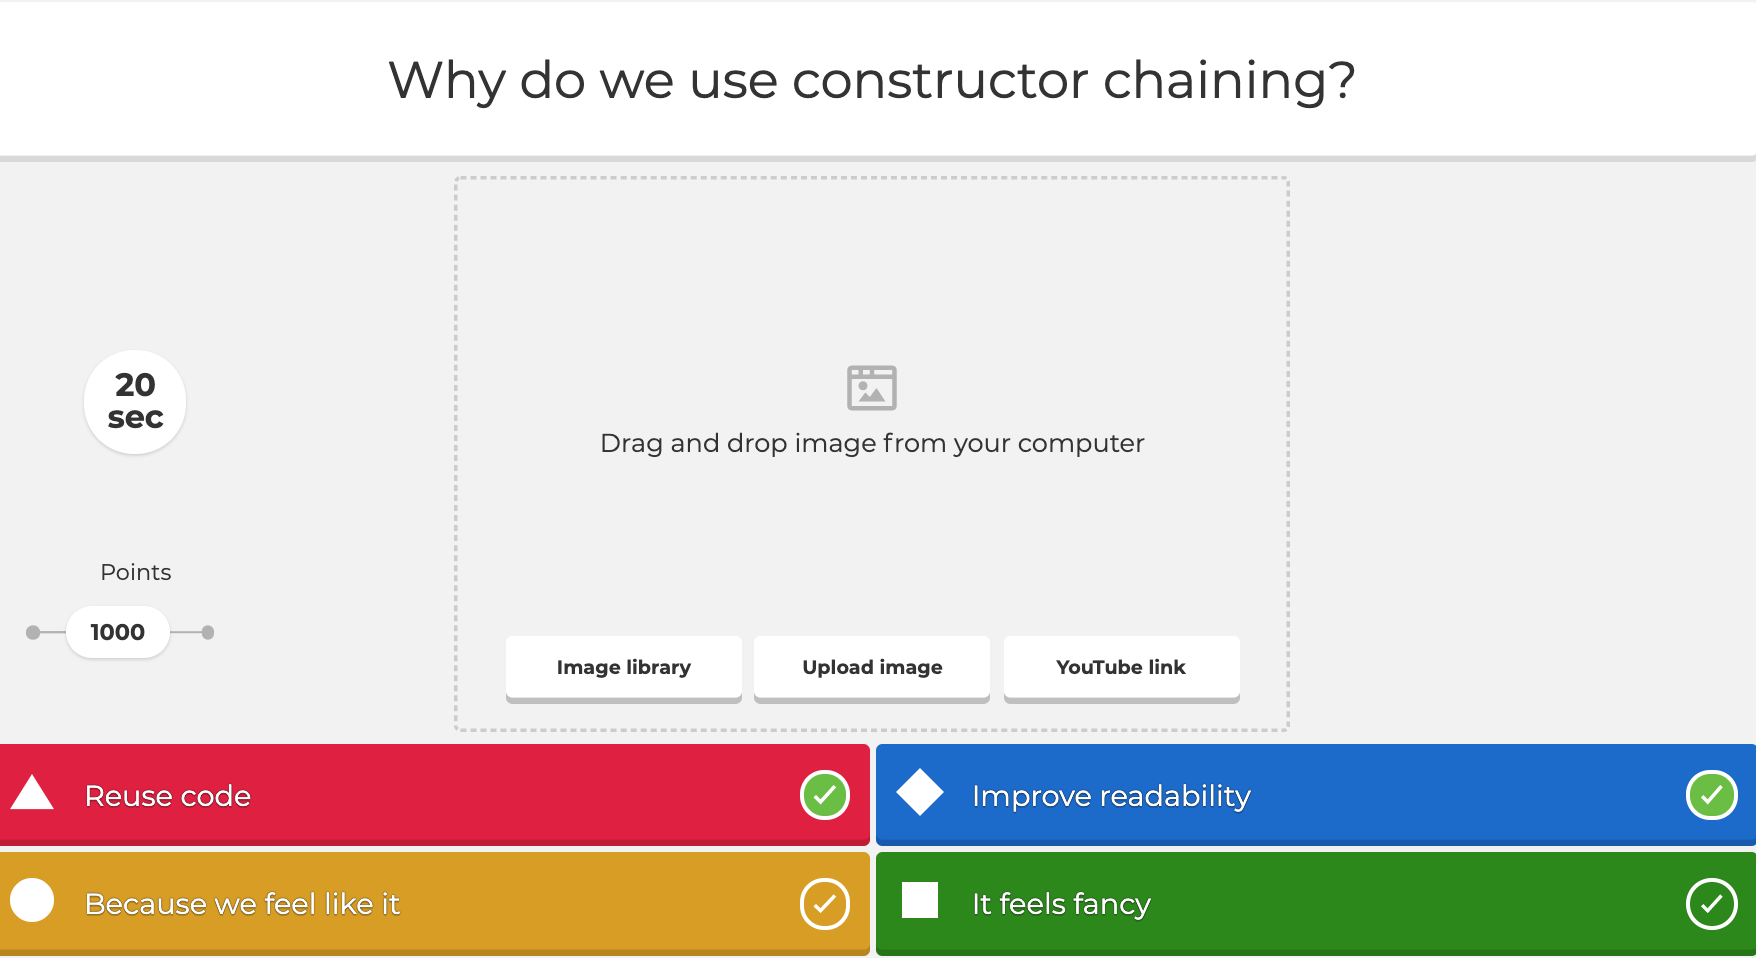 Why do we use constructor chaining?
20
sec
Drag and drop image from your computer
Points
1000
Image library
Upload image
YouTube link
Reuse code
Improve readability
Because we feel like it
It feels fancy